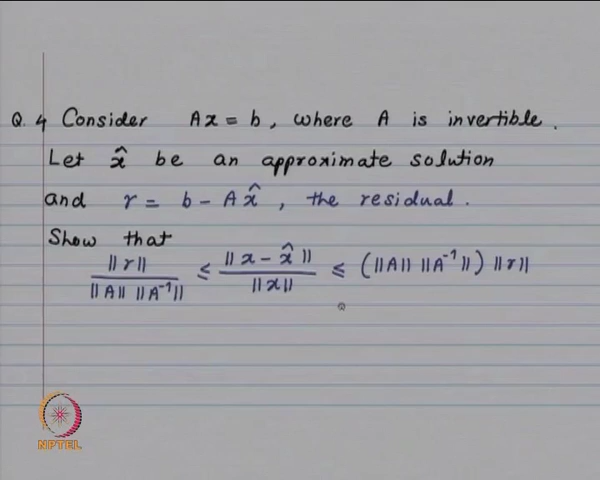 Q.4 Consider Ax = b, where A is invertible.
Let x̂ be an approximate solution
and r = b - Ax̂, the residual.
Show that
||r|| / (||A|| ||A⁻¹||) ≤ ||x - x̂|| / ||x|| ≤ (||A|| ||A⁻¹||) ||r||
NPTEL